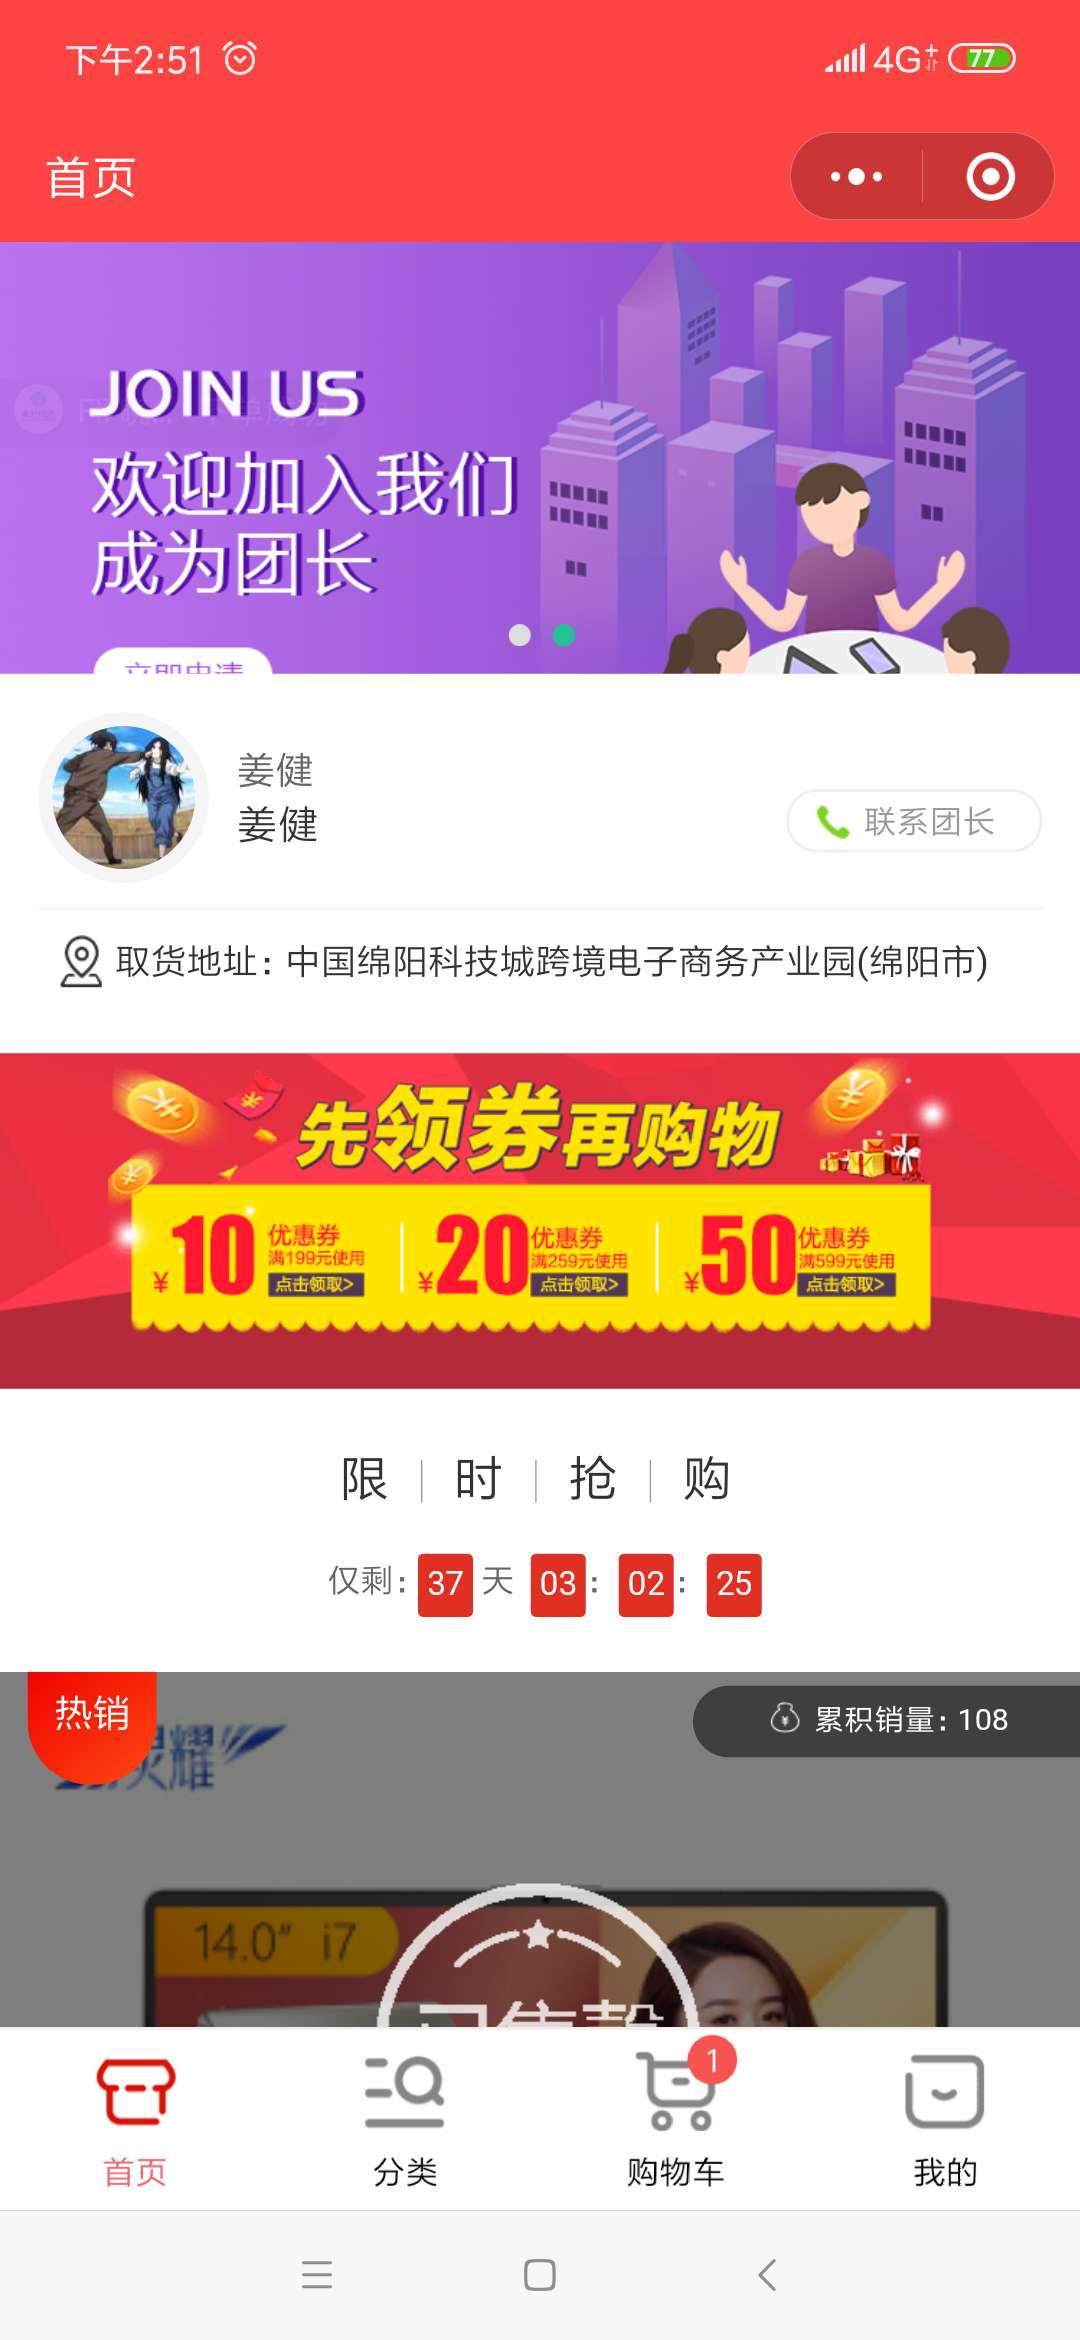 下午2:51
4G+
77
首页
JOIN US
欢迎加入我们
成为团长
立即申请
姜健
姜健
联系团长
取货地址：中国绵阳科技城跨境电子商务产业园(绵阳市)
先领券再购物
¥10 优惠券 满199元使用 点击领取>
¥20 优惠券 满259元使用 点击领取>
¥50 优惠券 满599元使用 点击领取>
限 时 抢 购
仅剩：37 天 03 : 02 : 25
热销
累积销量：108
耀
14.0" i7
1
首页
分类
购物车
我的